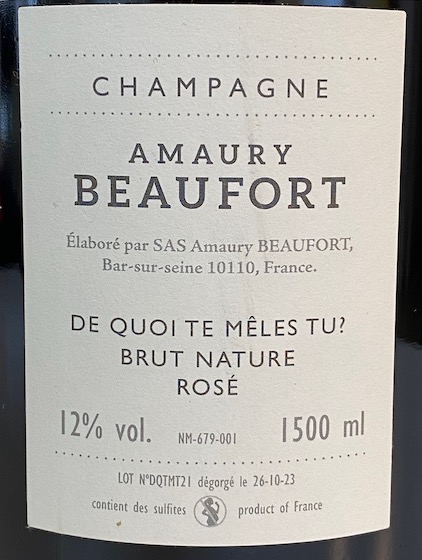 CHAMPAGNE
AMAURY
BEAUFORT
Élaboré par SAS Amaury BEAUFORT,
Bar-sur-seine 10110, France.
DE QUOI TE MÊLES TU?
BRUT NATURE
ROSÉ
12% vol. NM-679-001 1500 ml
LOT N°DQTMT21 dégorgé le 26-10-23
contient des sulfites product of France